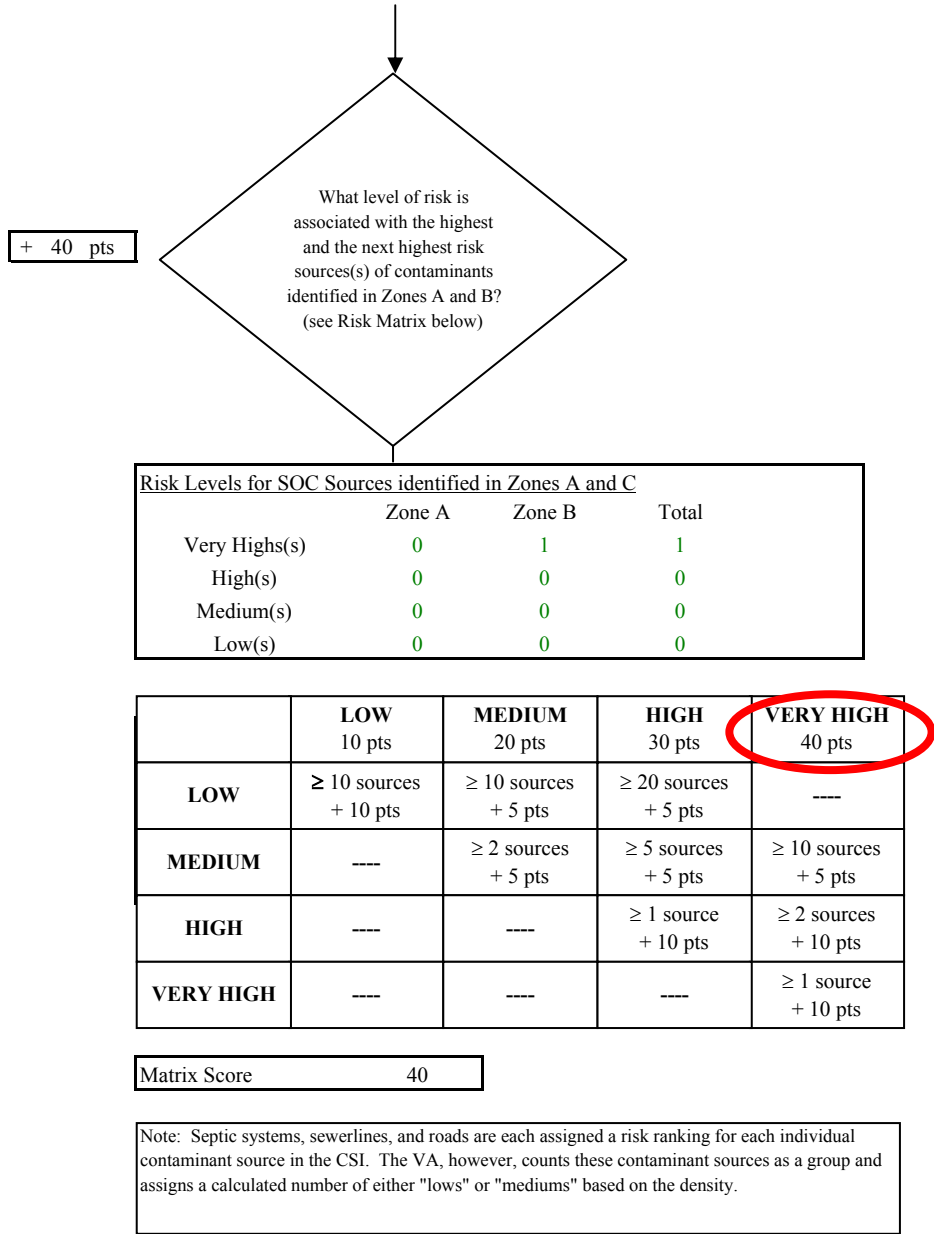 What level of risk is
associated with the highest
and the next highest risk
sources(s) of contaminants
identified in Zones A and B?
(see Risk Matrix below)
+ 40 pts
Risk Levels for SOC Sources identified in Zones A and C
Zone A Zone B Total
Very Highs(s) 0 1 1
High(s) 0 0 0
Medium(s) 0 0 0
Low(s) 0 0 0
LOW MEDIUM HIGH VERY HIGH
10 pts 20 pts 30 pts 40 pts
LOW ≥ 10 sources + 10 pts ≥ 10 sources + 5 pts ≥ 20 sources + 5 pts ----
MEDIUM ---- ≥ 2 sources + 5 pts ≥ 5 sources + 5 pts ≥ 10 sources + 5 pts
HIGH ---- ---- ≥ 1 source + 10 pts ≥ 2 sources + 10 pts
VERY HIGH ---- ---- ---- ≥ 1 source + 10 pts
Matrix Score 40
Note: Septic systems, sewerlines, and roads are each assigned a risk ranking for each individual
contaminant source in the CSI. The VA, however, counts these contaminant sources as a group and
assigns a calculated number of either "lows" or "mediums" based on the density.